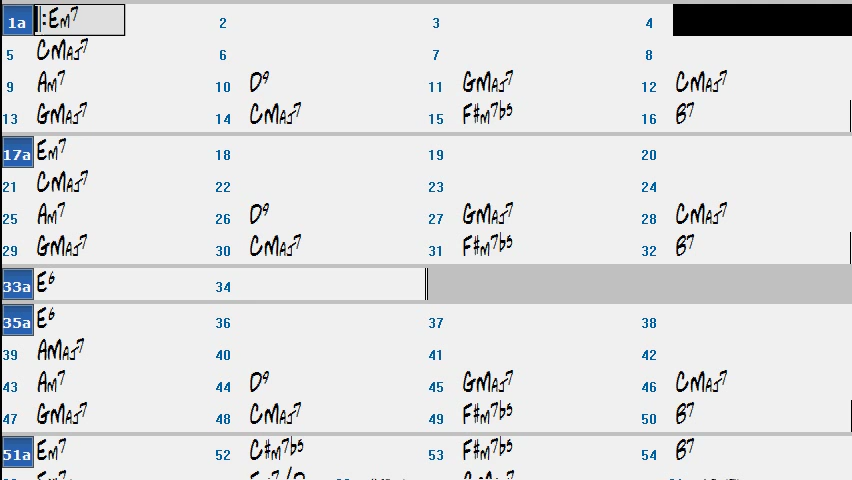 1a |:Em7 2 3 4
5 CMaj7 6 7 8
9 Am7 10 D9 11 GMaj7 12 CMaj7
13 GMaj7 14 CMaj7 15 F#m7b5 16 B7
17a Em7 18 19 20
21 CMaj7 22 23 24
25 Am7 26 D9 27 GMaj7 28 CMaj7
29 GMaj7 30 CMaj7 31 F#m7b5 32 B7
33a E6 34
35a E6 36 37 38
39 AMaj7 40 41 42
43 Am7 44 D9 45 GMaj7 46 CMaj7
47 GMaj7 48 CMaj7 49 F#m7b5 50 B7
51a Em7 52 C#m7b5 53 F#m7b5 54 B7